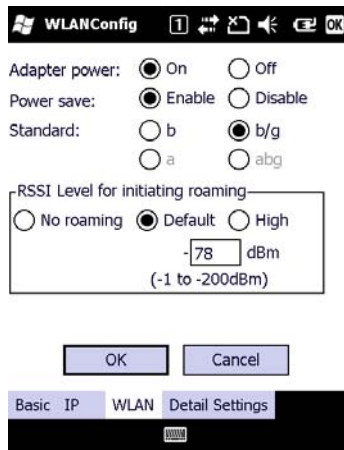 WLANConfig 1 OK
Adapter power: On Off
Power save: Enable Disable
Standard: b b/g
a abg
RSSI Level for initiating roaming
No roaming Default High
- 78 dBm
(-1 to -200dBm)
OK Cancel
Basic IP WLAN Detail Settings